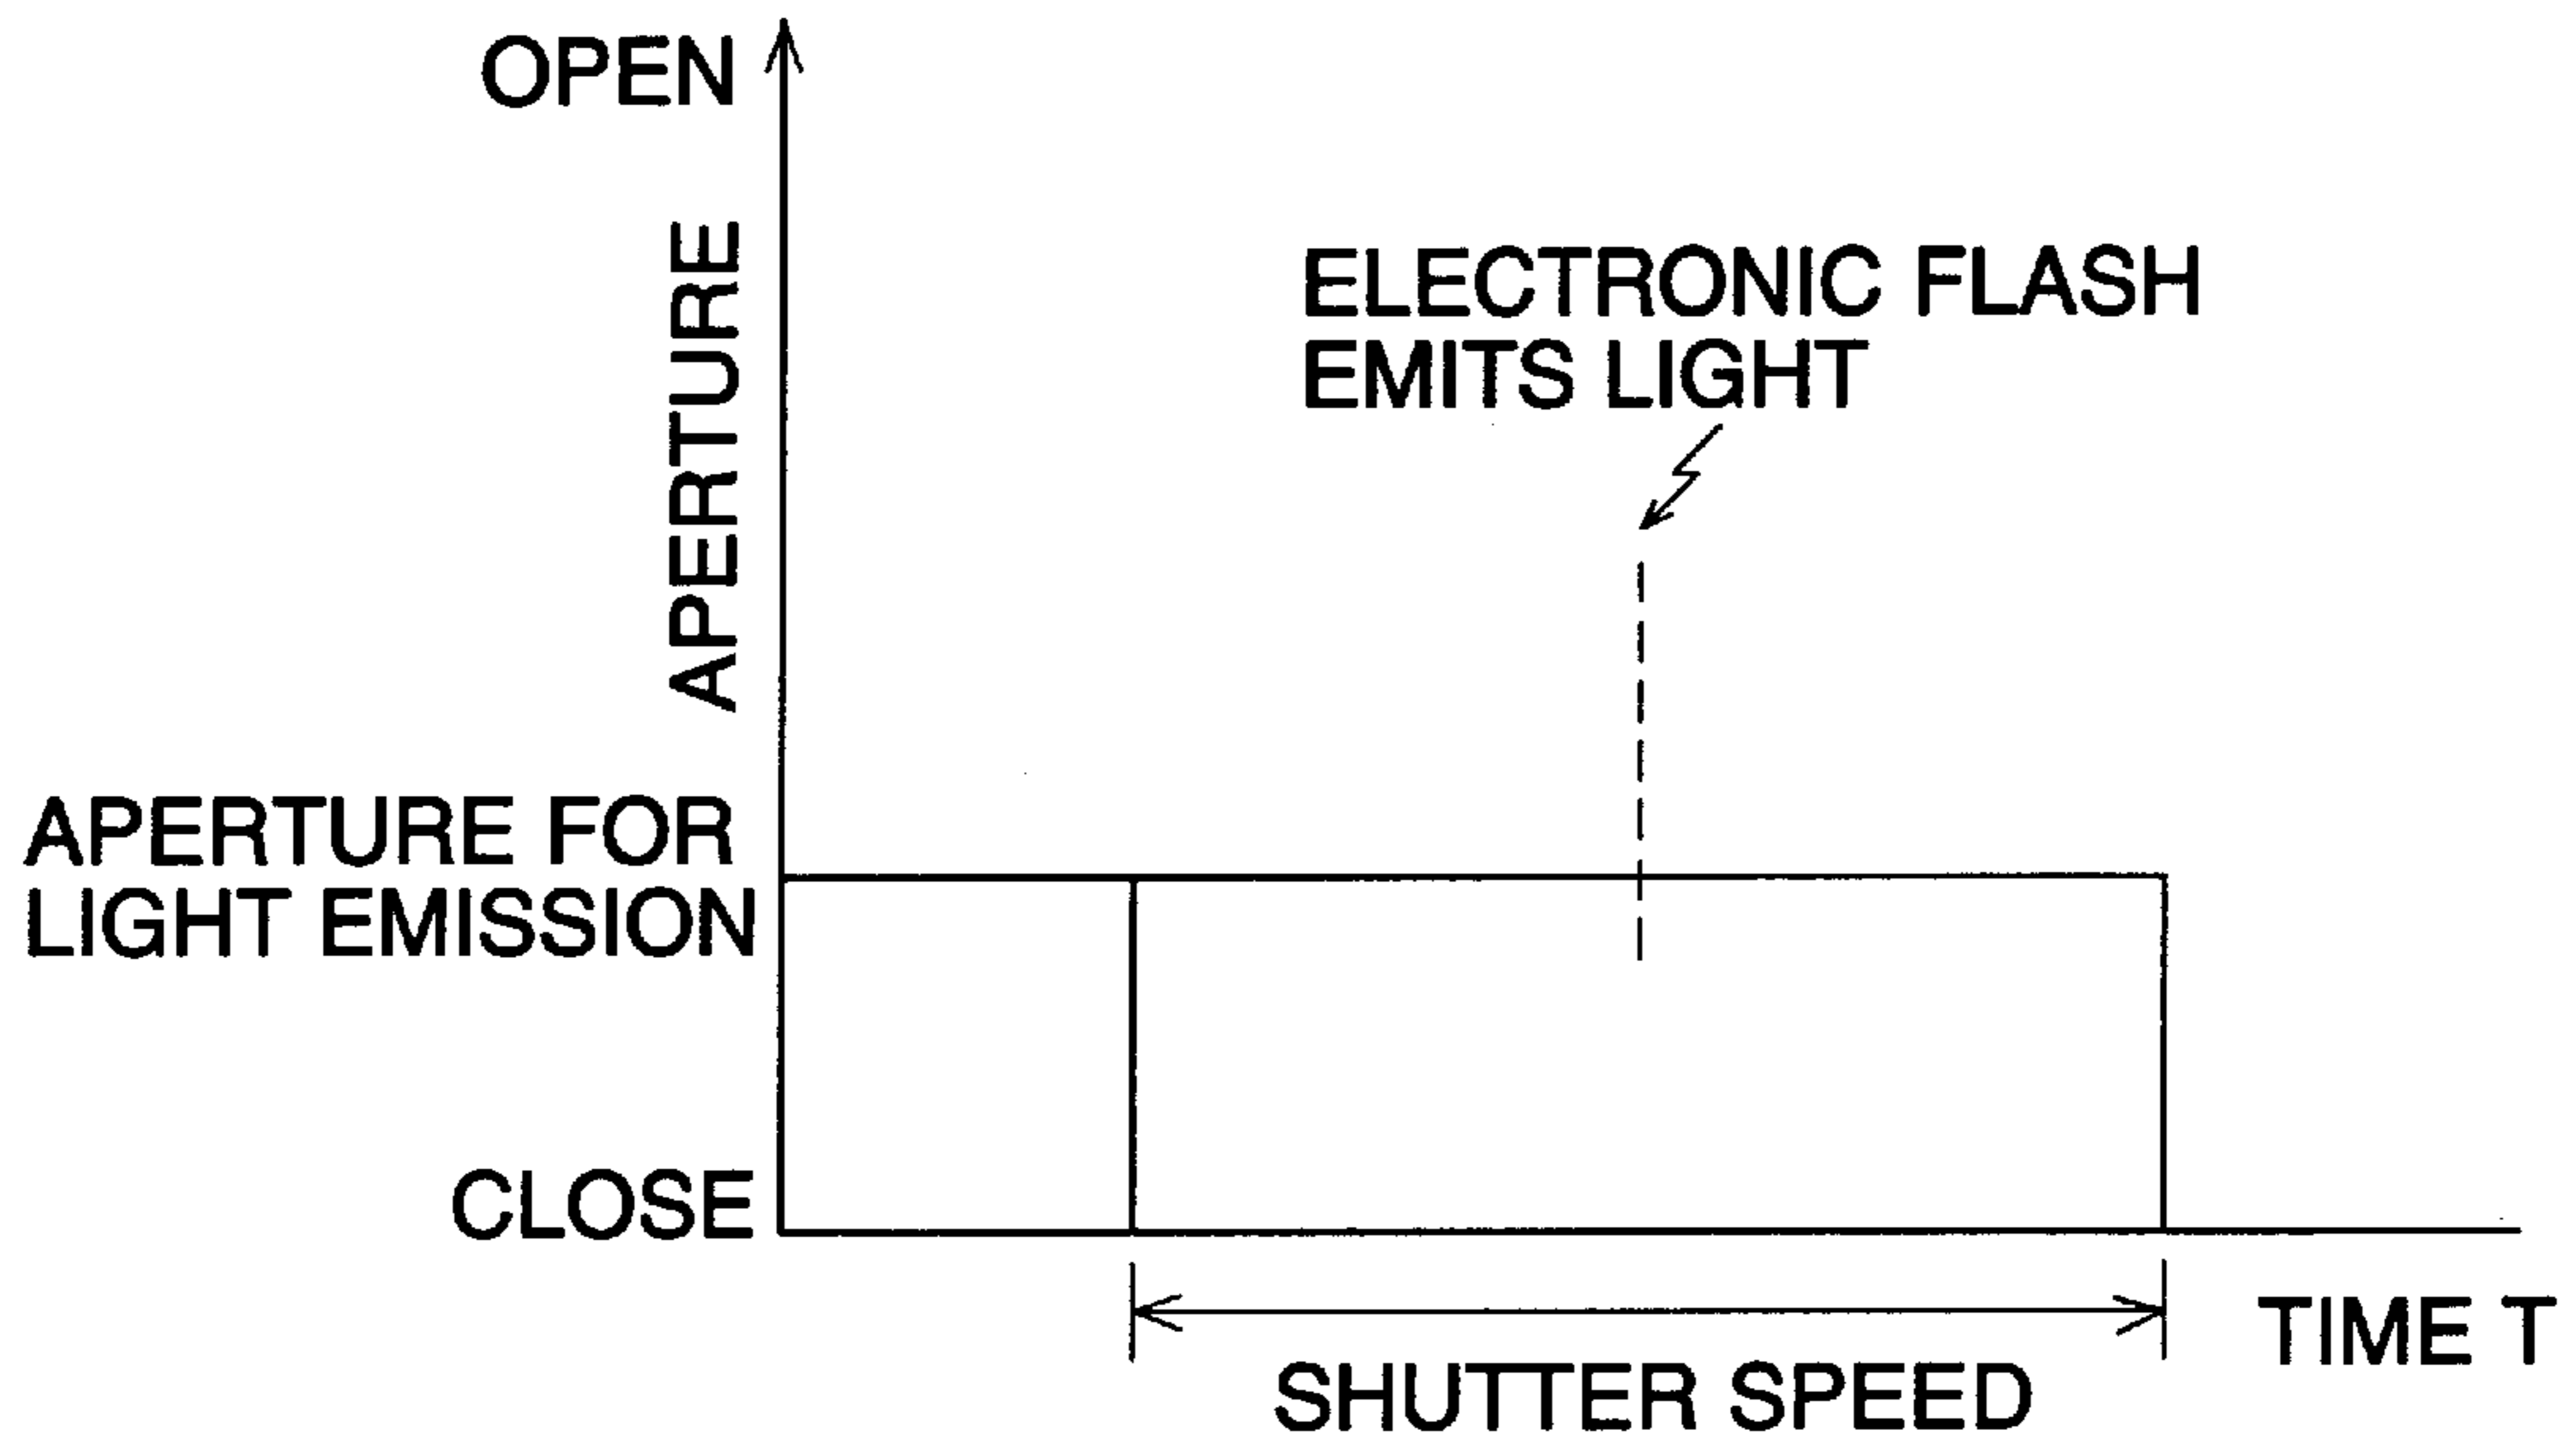 OPEN
APERTURE
ELECTRONIC FLASH
EMITS LIGHT
APERTURE FOR
LIGHT EMISSION
CLOSE
TIME T
SHUTTER SPEED